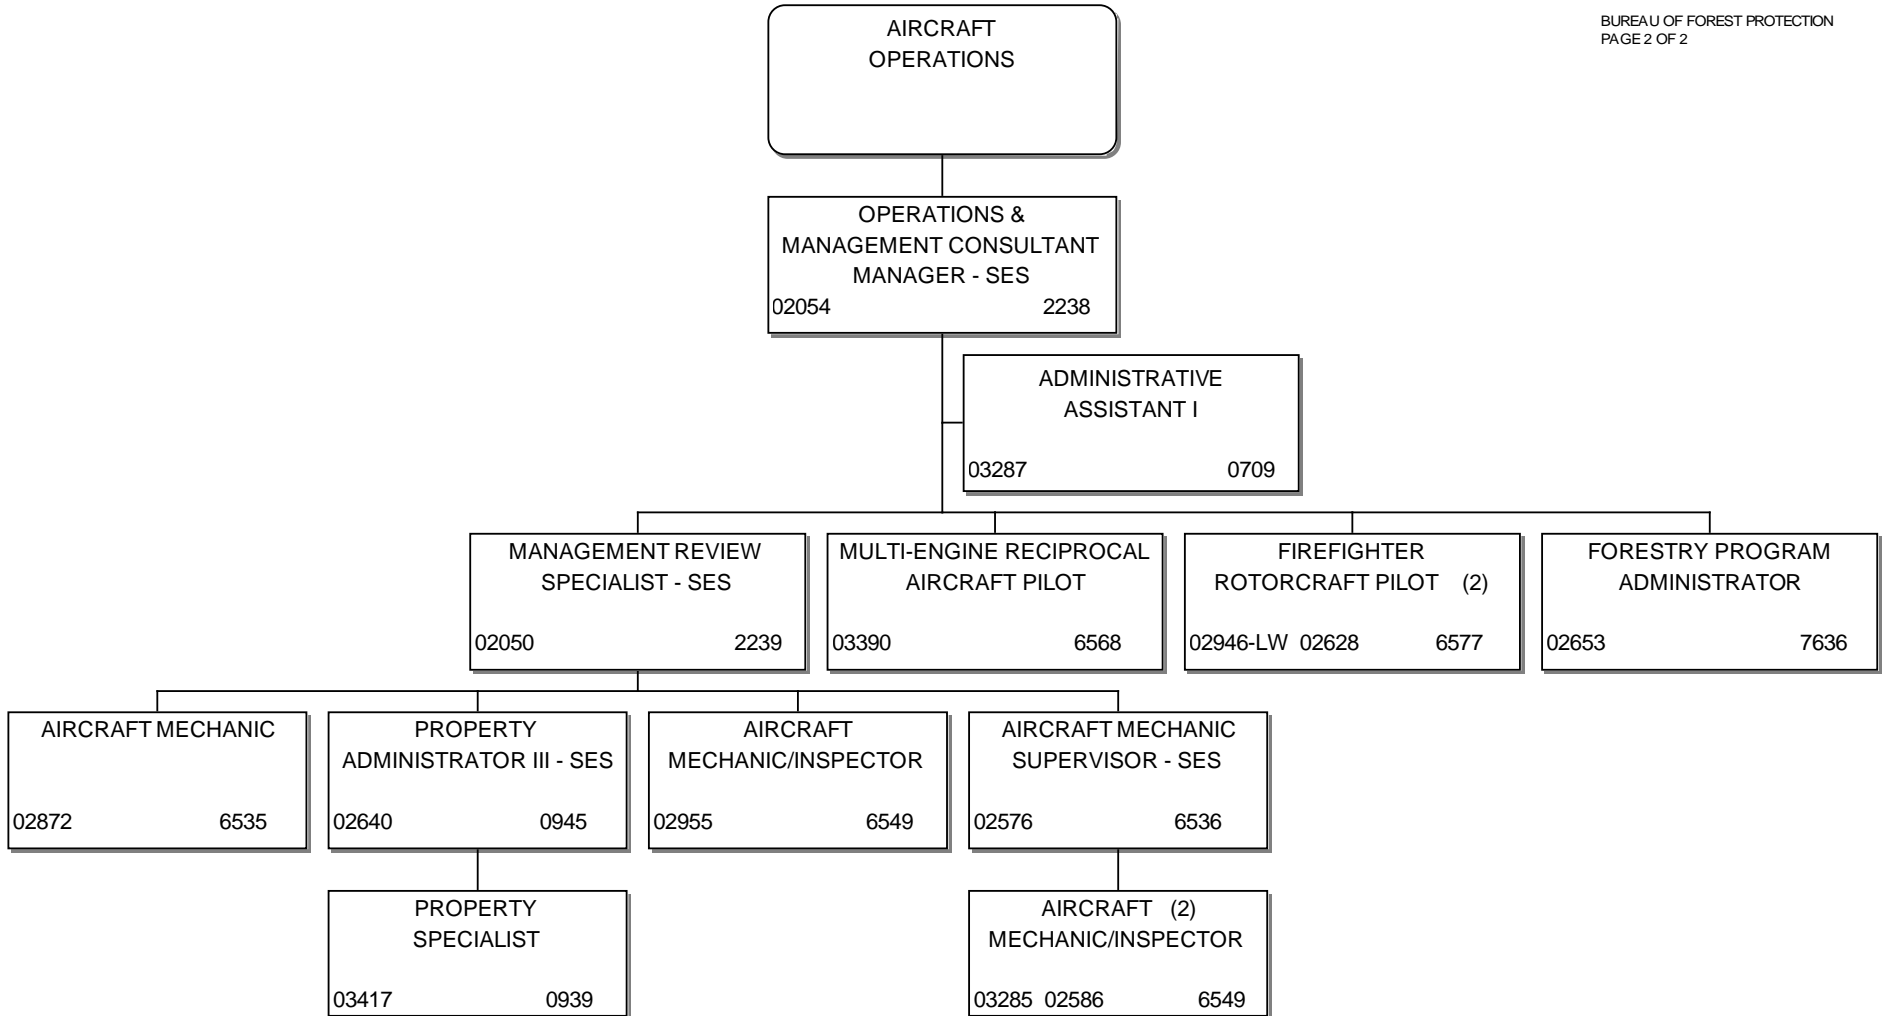 AIRCRAFT
OPERATIONS
BUREAU OF FOREST PROTECTION
PAGE 2 OF 2
OPERATIONS &
MANAGEMENT CONSULTANT
MANAGER - SES
02054 2238
ADMINISTRATIVE
ASSISTANT I
03287 0709
MANAGEMENT REVIEW
SPECIALIST - SES
02050 2239
MULTI-ENGINE RECIPROCAL
AIRCRAFT PILOT
03390 6568
FIREFIGHTER
ROTORCRAFT PILOT (2)
02946-LW 02628 6577
FORESTRY PROGRAM
ADMINISTRATOR
02653 7636
AIRCRAFT MECHANIC
02872 6535
PROPERTY
ADMINISTRATOR III - SES
02640 0945
AIRCRAFT
MECHANIC/INSPECTOR
02955 6549
AIRCRAFT MECHANIC
SUPERVISOR - SES
02576 6536
PROPERTY
SPECIALIST
03417 0939
AIRCRAFT (2)
MECHANIC/INSPECTOR
03285 02586 6549